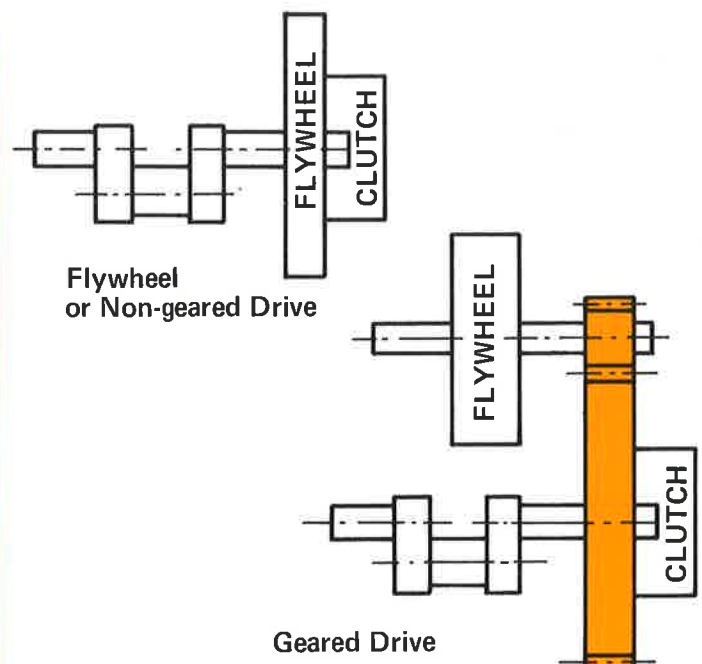 FLYWHEEL
CLUTCH
Flywheel
or Non-geared Drive
FLYWHEEL
CLUTCH
Geared Drive